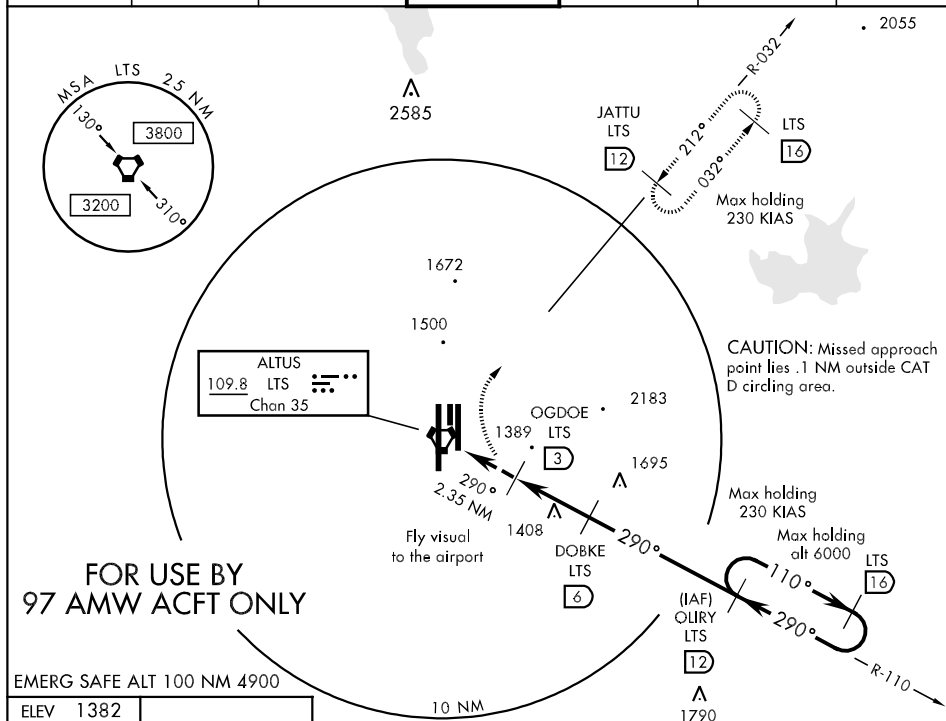 MSA LTS 25 NM
130°
3800
3200
310°
2585
2055
R-032
JATTU
LTS
12
212°
032°
LTS
16
Max holding
230 KIAS
1672
1500
ALTUS
109.8 LTS
Chan 35
CAUTION: Missed approach
point lies .1 NM outside CAT
D circling area.
OGDOE
LTS
3
2183
1389
1695
290°
2.35 NM
1408
Fly visual
to the airport
DOBKE
LTS
6
290°
Max holding
230 KIAS
Max holding
alt 6000
LTS
16
110°
290°
(IAF)
OLIRY
LTS
12
R-110
1790
FOR USE BY
97 AMW ACFT ONLY
10 NM
EMERG SAFE ALT 100 NM 4900
ELEV 1382